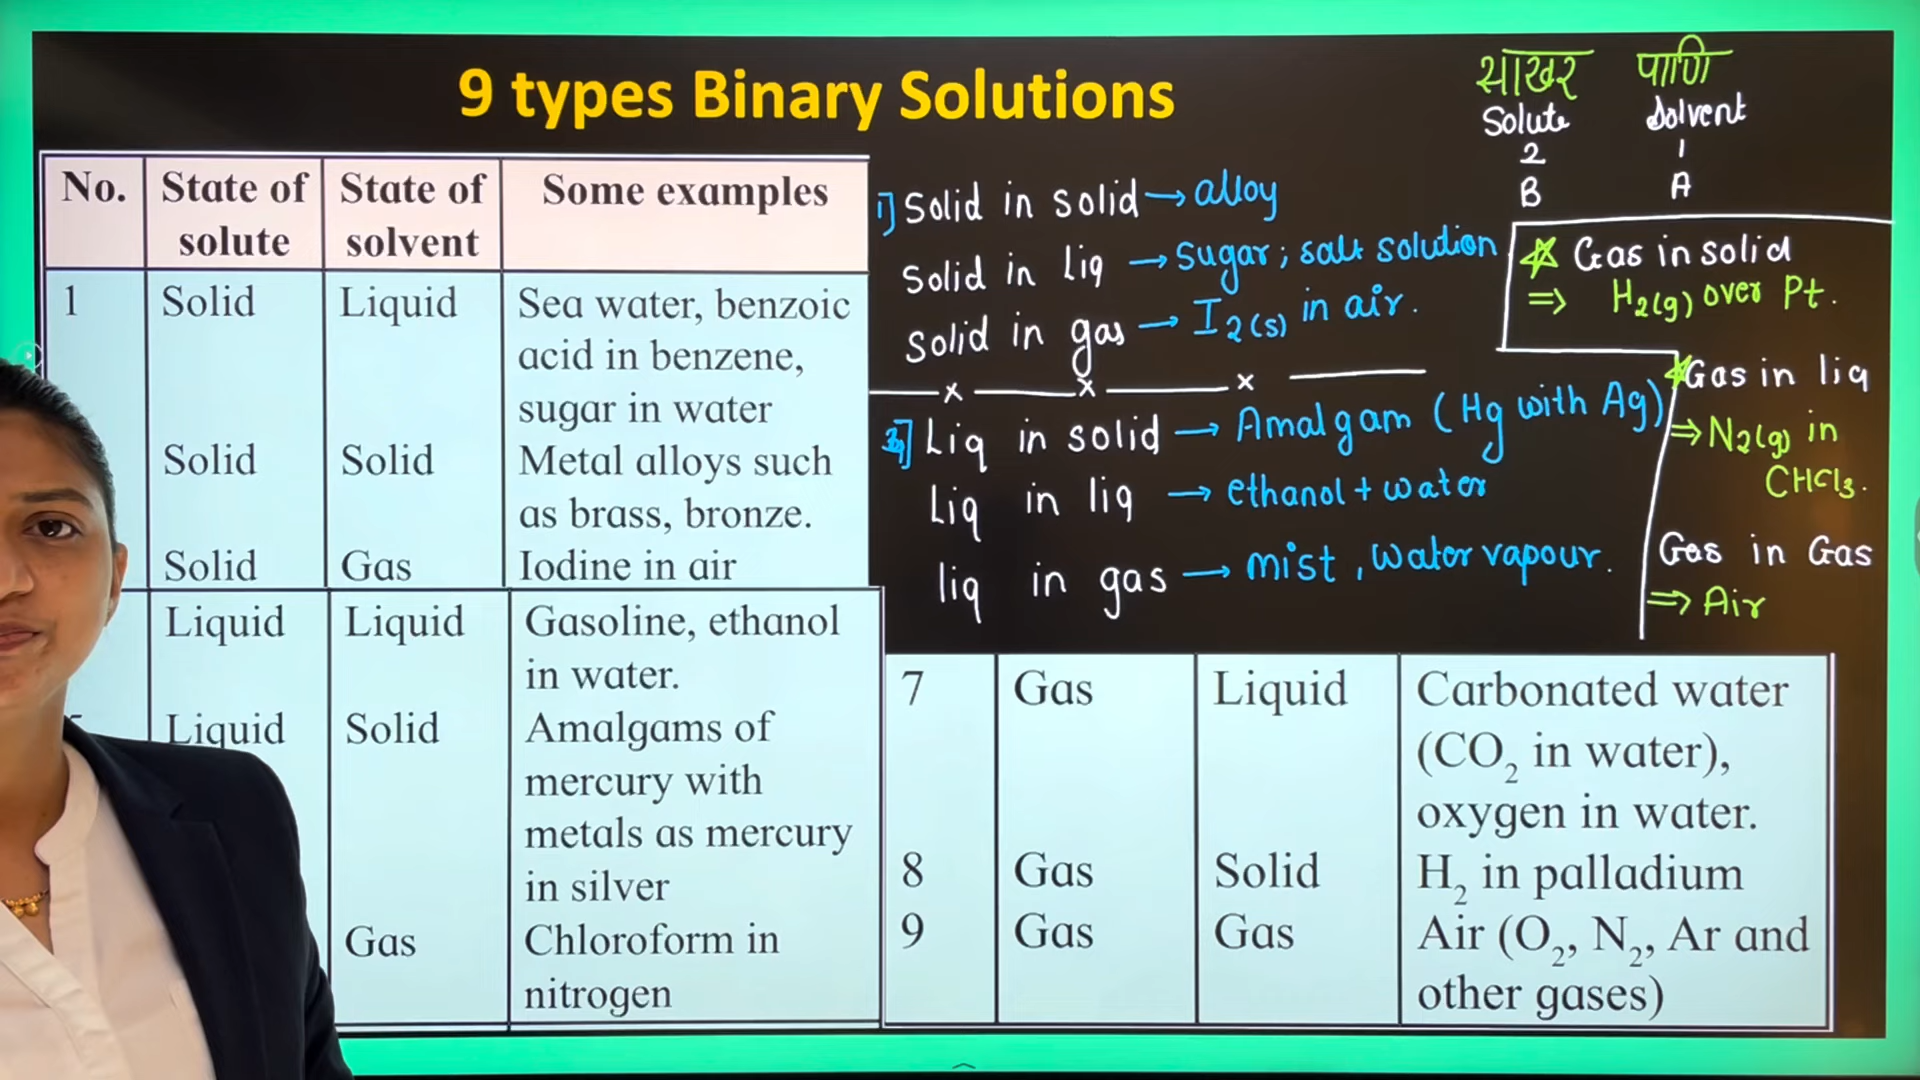 9 types Binary Solutions
साखर पाणि
Solute Solvent
2 1
B A
No. State of solute State of solvent Some examples
1 Solid Liquid Sea water, benzoic
acid in benzene,
sugar in water
Solid Solid Metal alloys such
as brass, bronze.
Solid Gas Iodine in air
Liquid Liquid Gasoline, ethanol
in water.
Liquid Solid Amalgams of
mercury with
metals as mercury
in silver
Gas Chloroform in
nitrogen
1] Solid in solid → alloy
Solid in liq → sugar; salt solution
Solid in gas → I2(s) in air.
x x x
Liq in solid → Amalgam (Hg with Ag)
Liq in liq → ethanol + water
liq in gas → mist, water vapour.
Gas in solid
⇒ H2(g) over Pt.
Gas in liq
⇒ N2(g) in
CHCl3.
Gas in Gas
⇒ Air
7 Gas Liquid Carbonated water
(CO₂ in water),
oxygen in water.
8 Gas Solid H₂ in palladium
9 Gas Gas Air (O₂, N₂, Ar and
other gases)